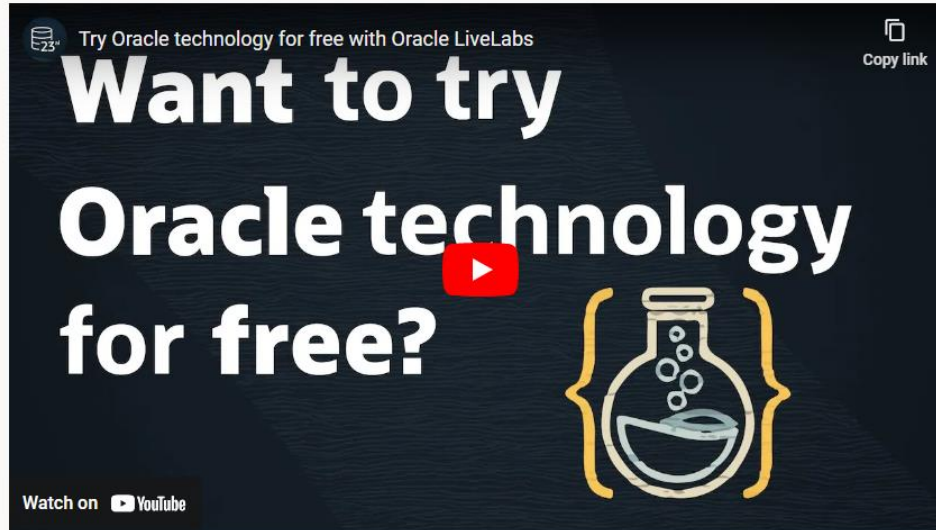 23ai
Try Oracle technology for free with Oracle LiveLabs
Copy link
Want to try
Oracle technology
for free?
Watch on YouTube